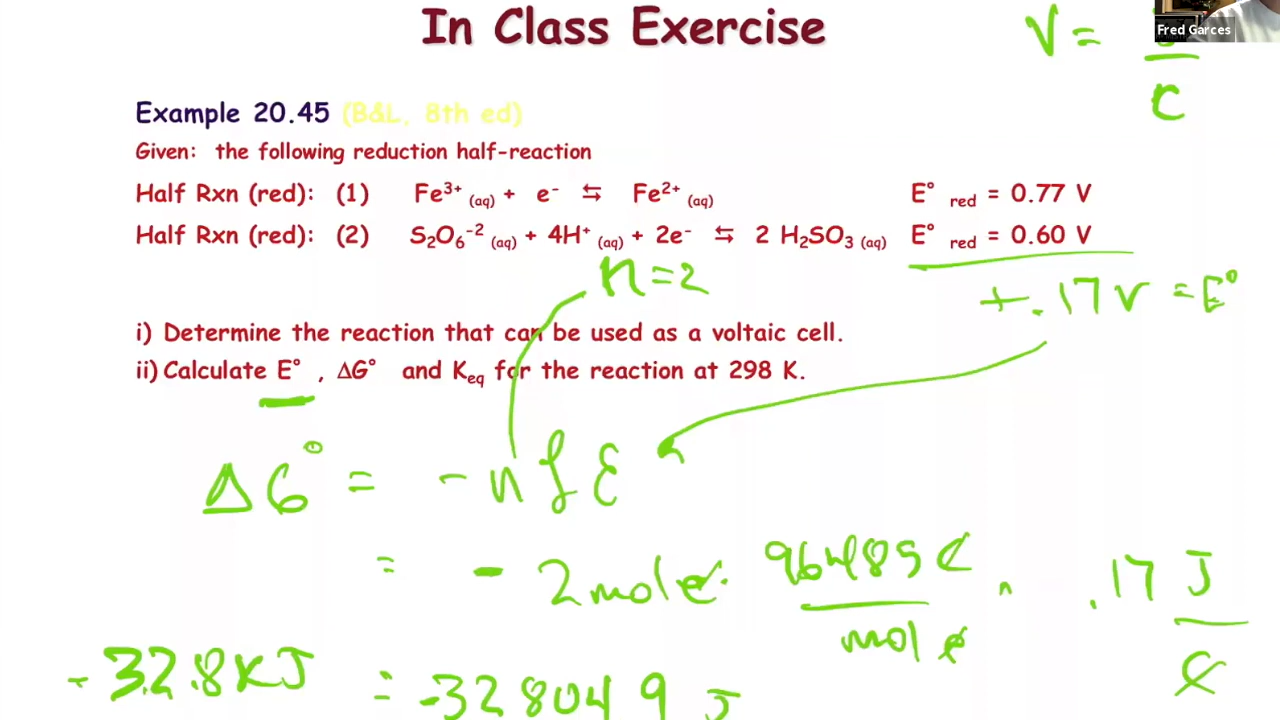 In Class Exercise
V =
C
Fred Garces
Example 20.45 (B&L, 8th ed)
Given: the following reduction half-reaction
Half Rxn (red): (1) Fe³⁺ (aq) + e⁻ ⇆ Fe²⁺ (aq) E° red = 0.77 V
Half Rxn (red): (2) S₂O₆⁻² (aq) + 4H⁺ (aq) + 2e⁻ ⇆ 2 H₂SO₃ (aq) E° red = 0.60 V
n = 2
+.17 V = E°
i) Determine the reaction that can be used as a voltaic cell.
ii) Calculate E° , ΔG° and Keq for the reaction at 298 K.
ΔG° = - n f E
= - 2 mol e · 96485 C / mol e · .17 J / C
- 32.8 KJ = -32804.9 J